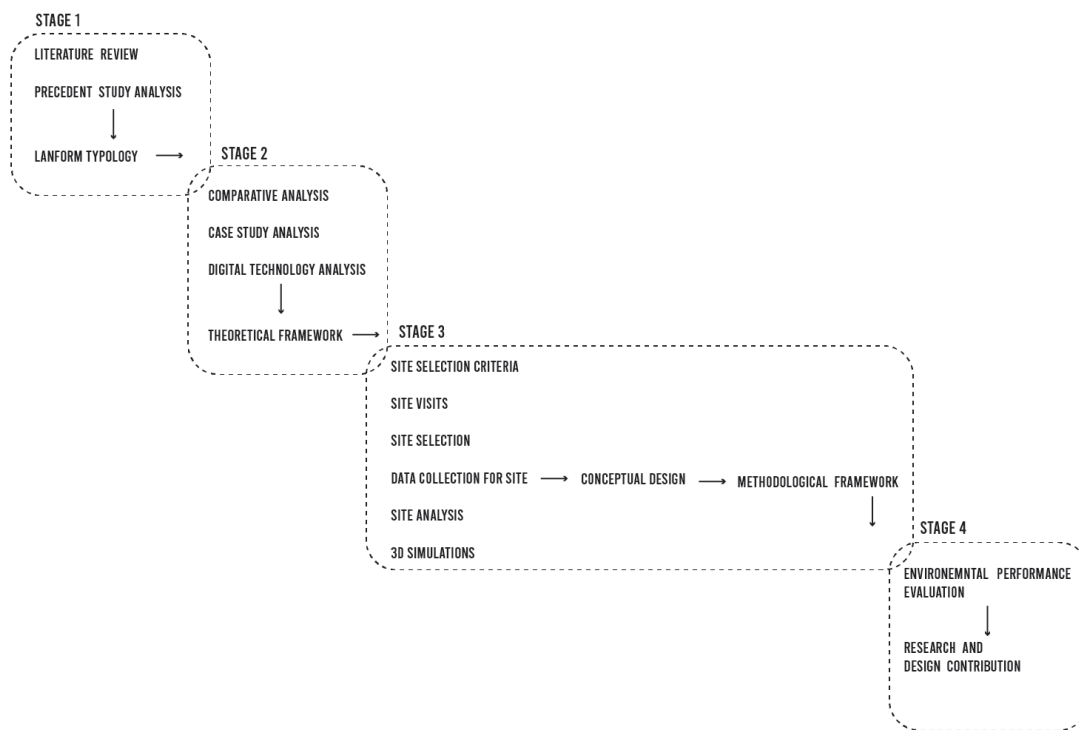 STAGE 1
LITERATURE REVIEW
PRECEDENT STUDY ANALYSIS
LANFORM TYPOLOGY
STAGE 2
COMPARATIVE ANALYSIS
CASE STUDY ANALYSIS
DIGITAL TECHNOLOGY ANALYSIS
THEORETICAL FRAMEWORK
STAGE 3
SITE SELECTION CRITERIA
SITE VISITS
SITE SELECTION
DATA COLLECTION FOR SITE
CONCEPTUAL DESIGN
METHODOLOGICAL FRAMEWORK
SITE ANALYSIS
3D SIMULATIONS
STAGE 4
ENVIRONEMNTAL PERFORMANCE
EVALUATION
RESEARCH AND
DESIGN CONTRIBUTION